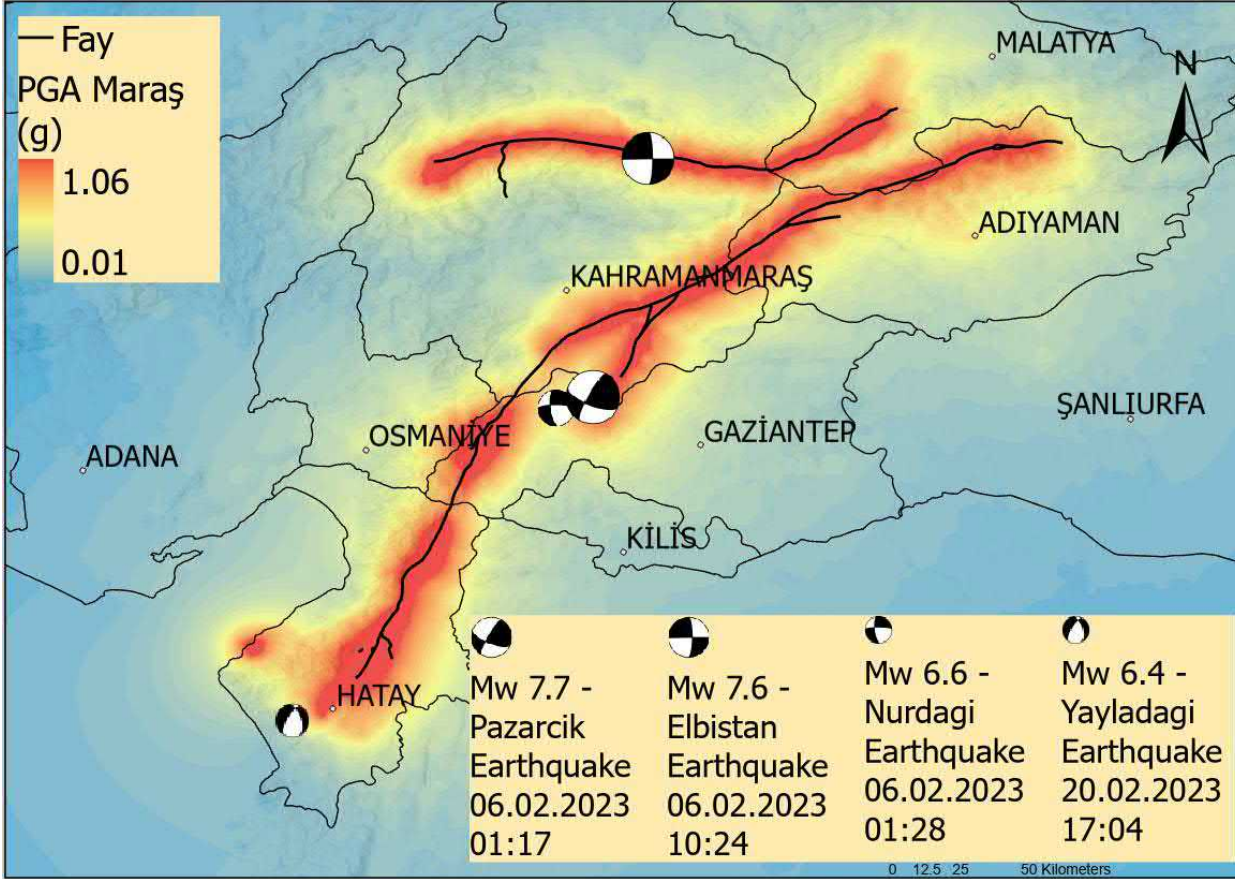 Fay
PGA Maraş
(g)
1.06
0.01
MALATYA
N
ADIYAMAN
KAHRAMANMARAŞ
ŞANLIURFA
OSMANİYE
GAZİANTEP
ADANA
KİLİS
HATAY
Mw 7.7 -
Pazarcik
Earthquake
06.02.2023
01:17
Mw 7.6 -
Elbistan
Earthquake
06.02.2023
10:24
Mw 6.6 -
Nurdagi
Earthquake
06.02.2023
01:28
Mw 6.4 -
Yayladagi
Earthquake
20.02.2023
17:04
0 12.5 25 50 Kilometers